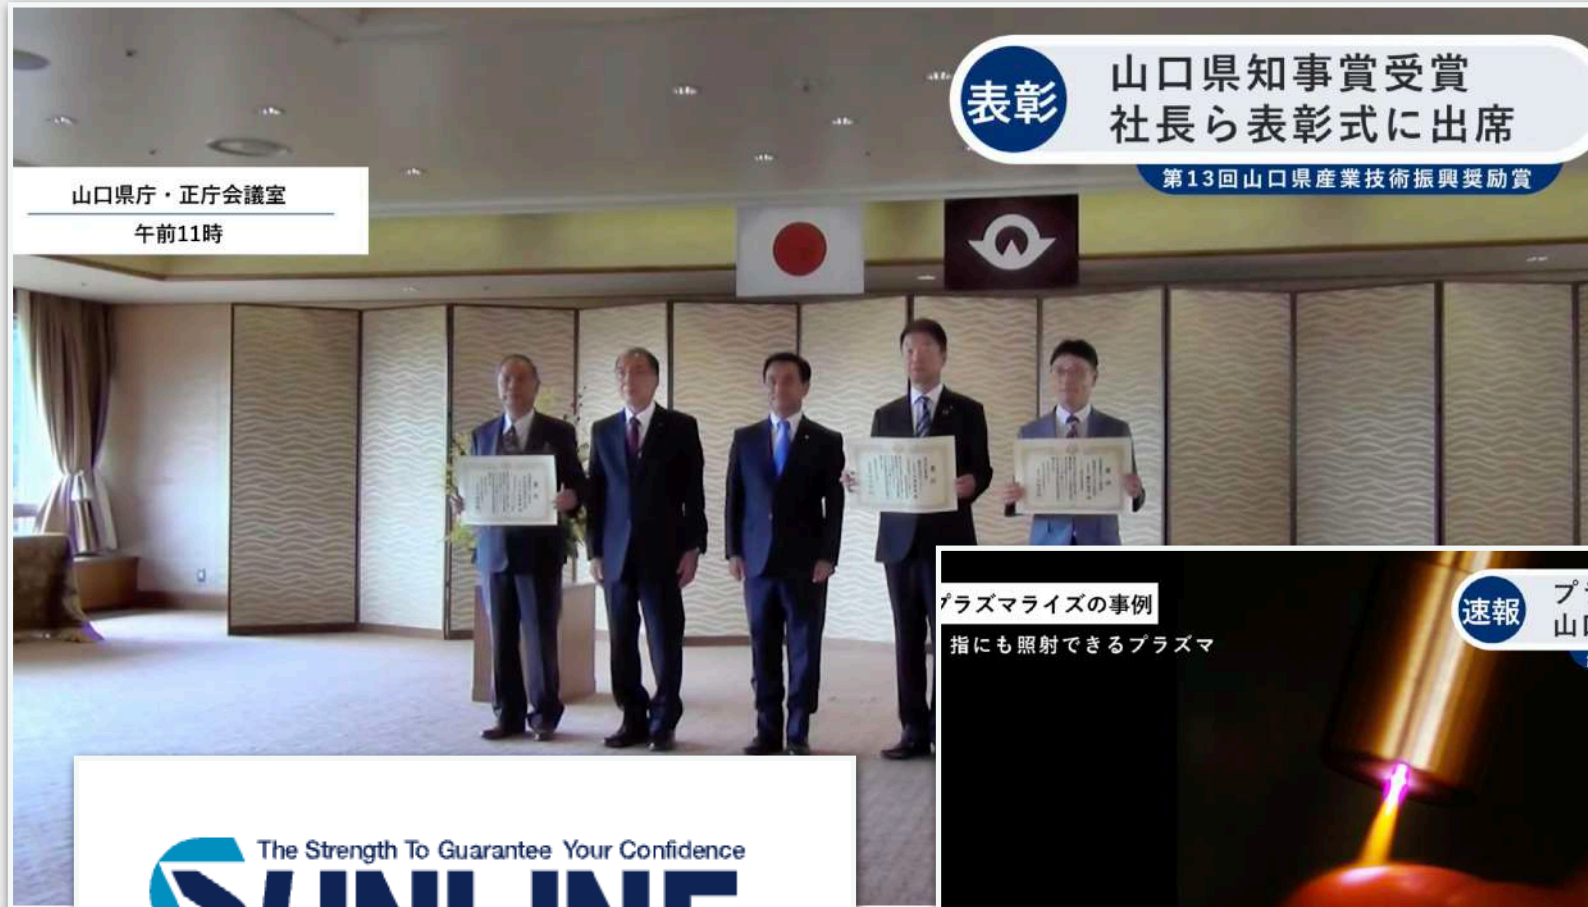 表彰
山口県知事賞受賞
社長ら表彰式に出席
第13回山口県産業技術振興奨励賞
山口県庁・正庁会議室
午前11時
プラズマライズの事例
指にも照射できるプラズマ
速報
The Strength To Guarantee Your Confidence
SUNLINE